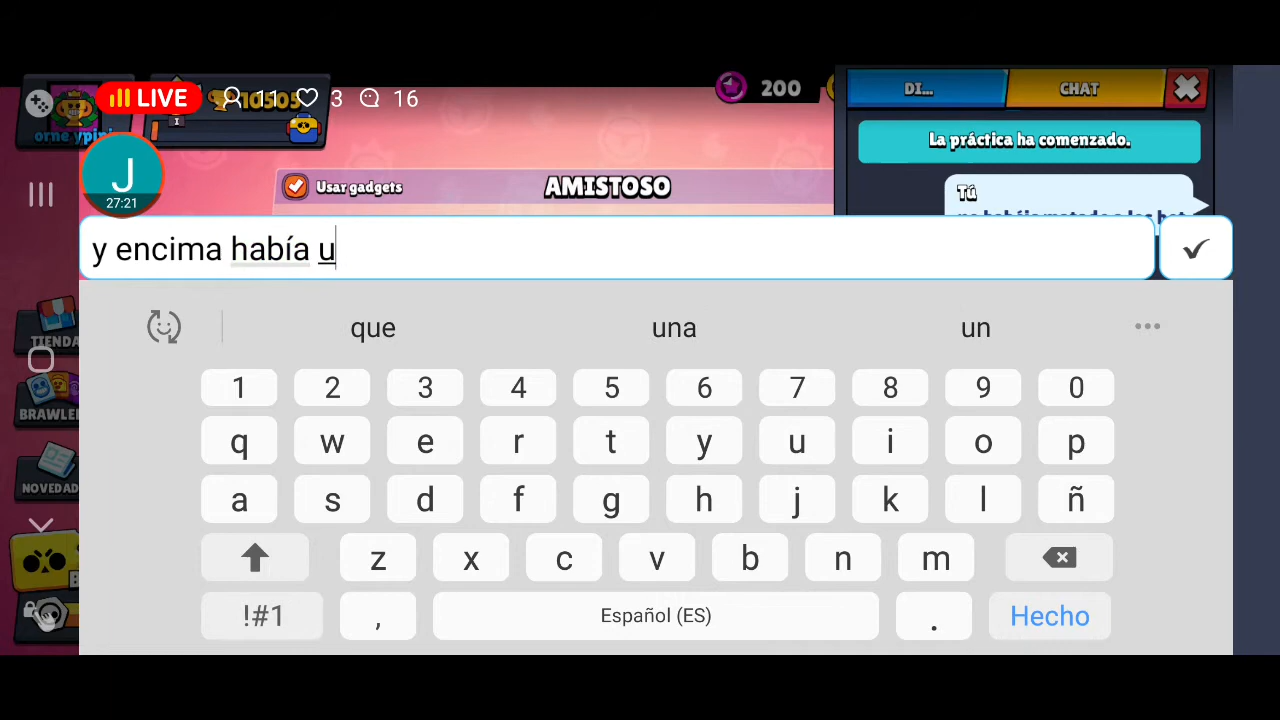 LIVE 11 3 16
10505
200
DI...
CHAT
La práctica ha comenzado.
J
27:21
Usar gadgets
AMISTOSO
Tú
y encima había u
que
una
un
TIENDA
BRAWLE
NOVEDAD
1 2 3 4 5 6 7 8 9 0
q w e r t y u i o p
a s d f g h j k l ñ
z x c v b n m
!#1 , Español (ES) . Hecho